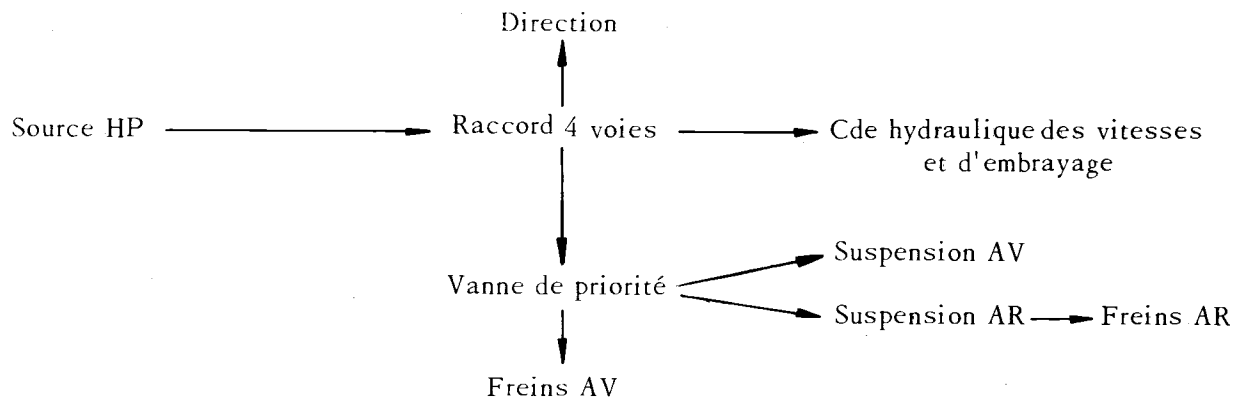 Direction
Source HP
Raccord 4 voies
Cde hydraulique des vitesses
et d'embrayage
Suspension AV
Vanne de priorité
Suspension AR
Freins AR
Freins AV